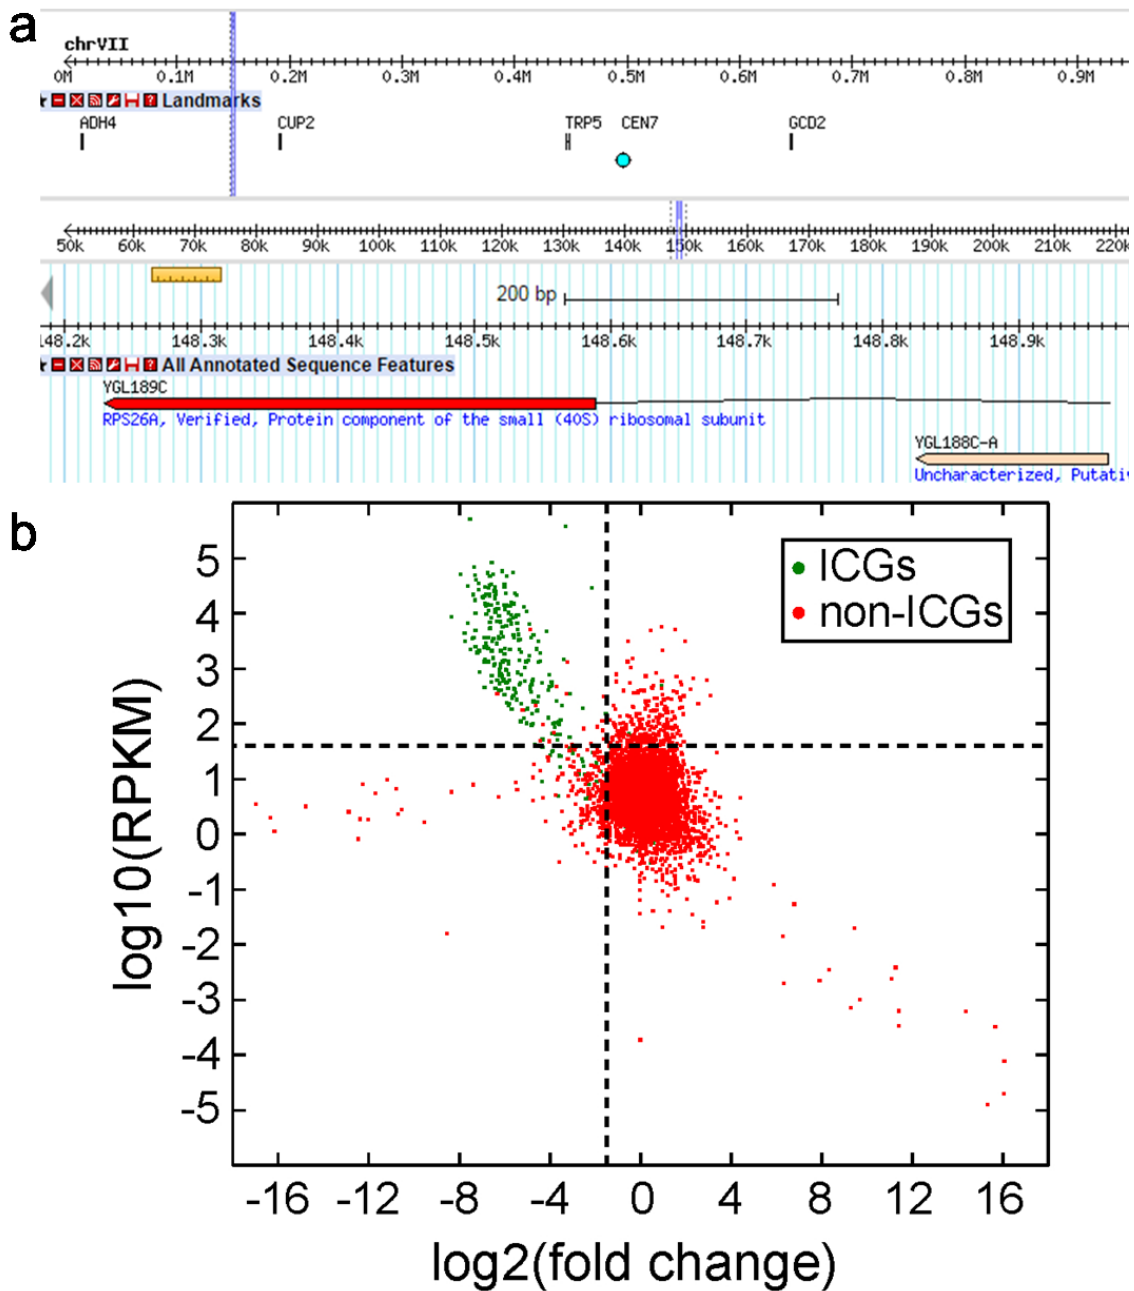 a
chrVII
0M 0.1M 0.2M 0.3M 0.4M 0.5M 0.6M 0.7M 0.8M 0.9M
Landmarks
ADH4 CUP2 TRP5 CEN7 GCD2
50k 60k 70k 80k 90k 100k 110k 120k 130k 140k 150k 160k 170k 180k 190k 200k 210k 220k
200 bp
148.2k 148.3k 148.4k 148.5k 148.6k 148.7k 148.8k 148.9k
All Annotated Sequence Features
YGL189C
RPS26A, Verified, Protein component of the small (40S) ribosomal subunit
YGL188C-A
Uncharacterized, Putati
b
ICGs
non-ICGs
5
4
3
2
1
0
-1
-2
-3
-4
-5
log10(RPKM)
-16 -12 -8 -4 0 4 8 12 16
log2(fold change)